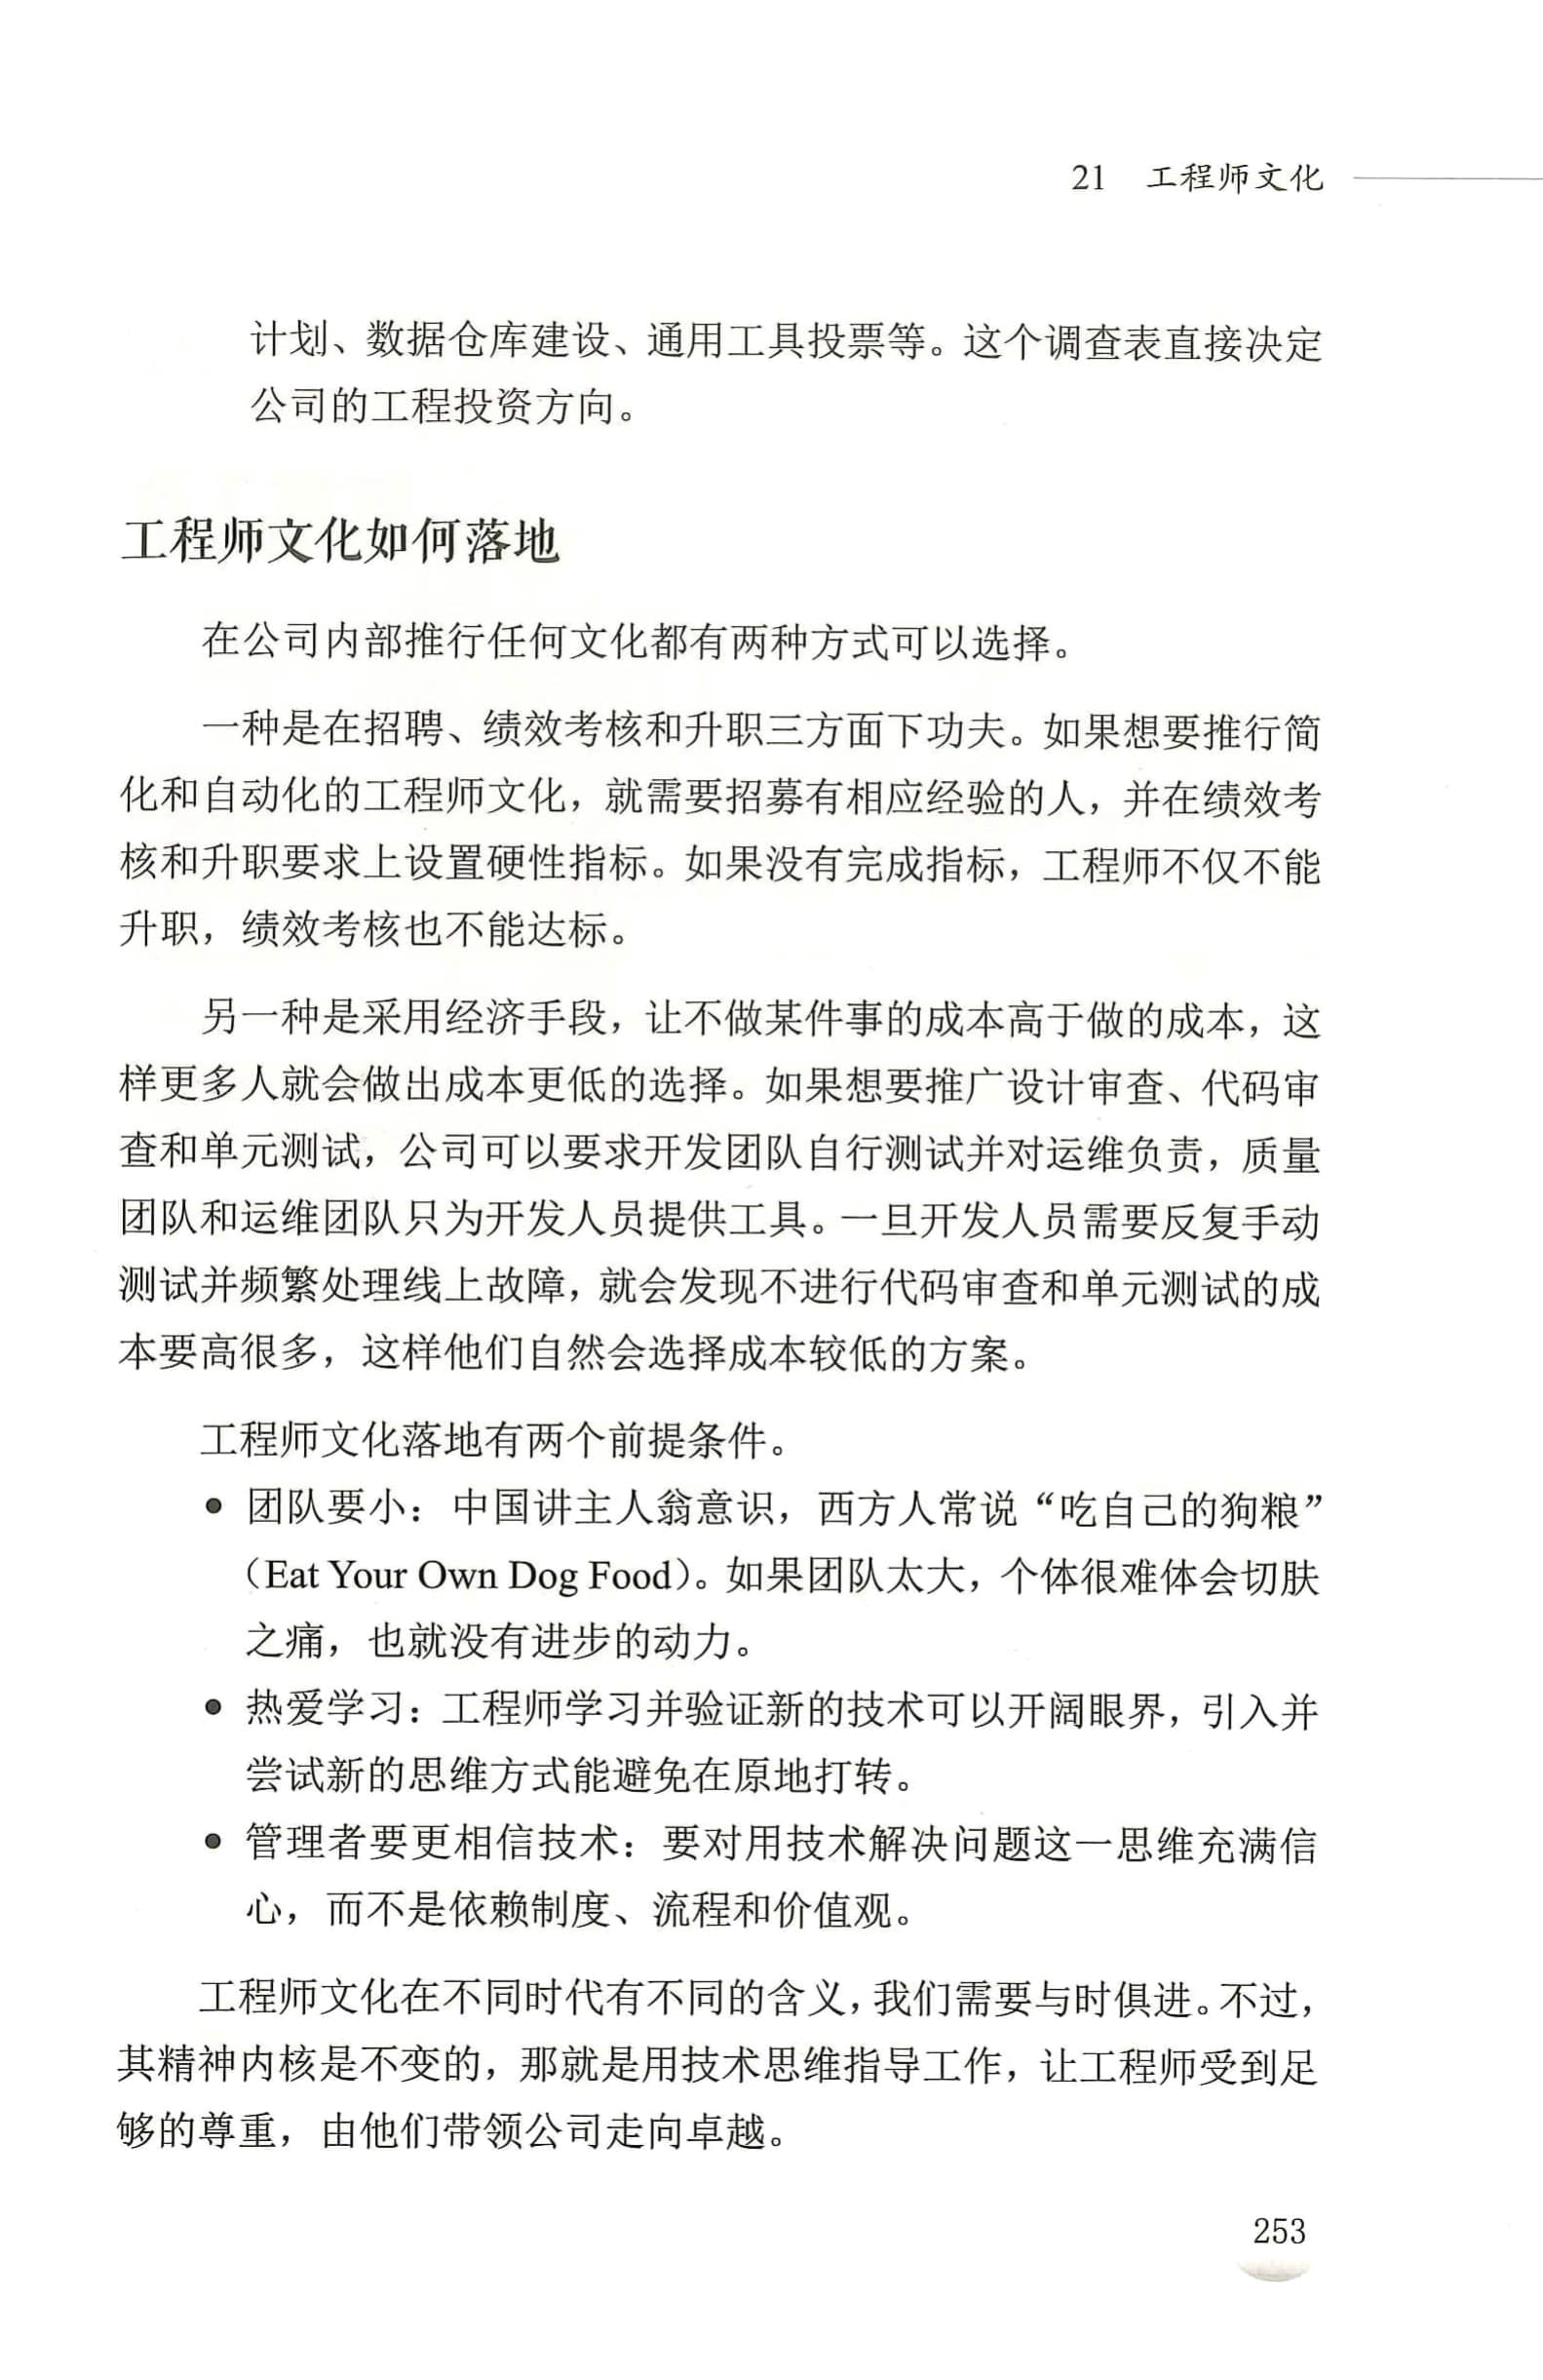 21 工程师文化
计划、数据仓库建设、通用工具投票等。这个调查表直接决定
公司的工程投资方向。
工程师文化如何落地
在公司内部推行任何文化都有两种方式可以选择。
一种是在招聘、绩效考核和升职三方面下功夫。如果想要推行简
化和自动化的工程师文化，就需要招募有相应经验的人，并在绩效考
核和升职要求上设置硬性指标。如果没有完成指标，工程师不仅不能
升职，绩效考核也不能达标。
另一种是采用经济手段，让不做某件事的成本高于做的成本，这
样更多人就会做出成本更低的选择。如果想要推广设计审查、代码审
查和单元测试，公司可以要求开发团队自行测试并对运维负责，质量
团队和运维团队只为开发人员提供工具。一旦开发人员需要反复手动
测试并频繁处理线上故障，就会发现不进行代码审查和单元测试的成
本要高很多，这样他们自然会选择成本较低的方案。
工程师文化落地有两个前提条件。
● 团队要小：中国讲主人翁意识，西方人常说“吃自己的狗粮”
（Eat Your Own Dog Food）。如果团队太大，个体很难体会切肤
之痛，也就没有进步的动力。
● 热爱学习：工程师学习并验证新的技术可以开阔眼界，引入并
尝试新的思维方式能避免在原地打转。
● 管理者要更相信技术：要对用技术解决问题这一思维充满信
心，而不是依赖制度、流程和价值观。
工程师文化在不同时代有不同的含义，我们需要与时俱进。不过，
其精神内核是不变的，那就是用技术思维指导工作，让工程师受到足
够的尊重，由他们带领公司走向卓越。
253